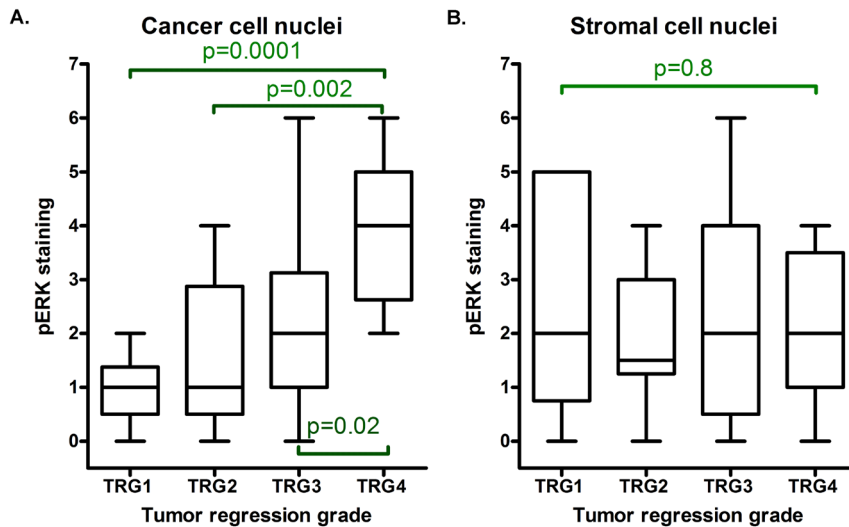 A.
Cancer cell nuclei
p=0.0001
p=0.002
7
6
5
4
3
2
1
0
pERK staining
p=0.02
TRG1 TRG2 TRG3 TRG4
Tumor regression grade
B.
Stromal cell nuclei
p=0.8
7
6
5
4
3
2
1
0
pERK staining
TRG1 TRG2 TRG3 TRG4
Tumor regression grade